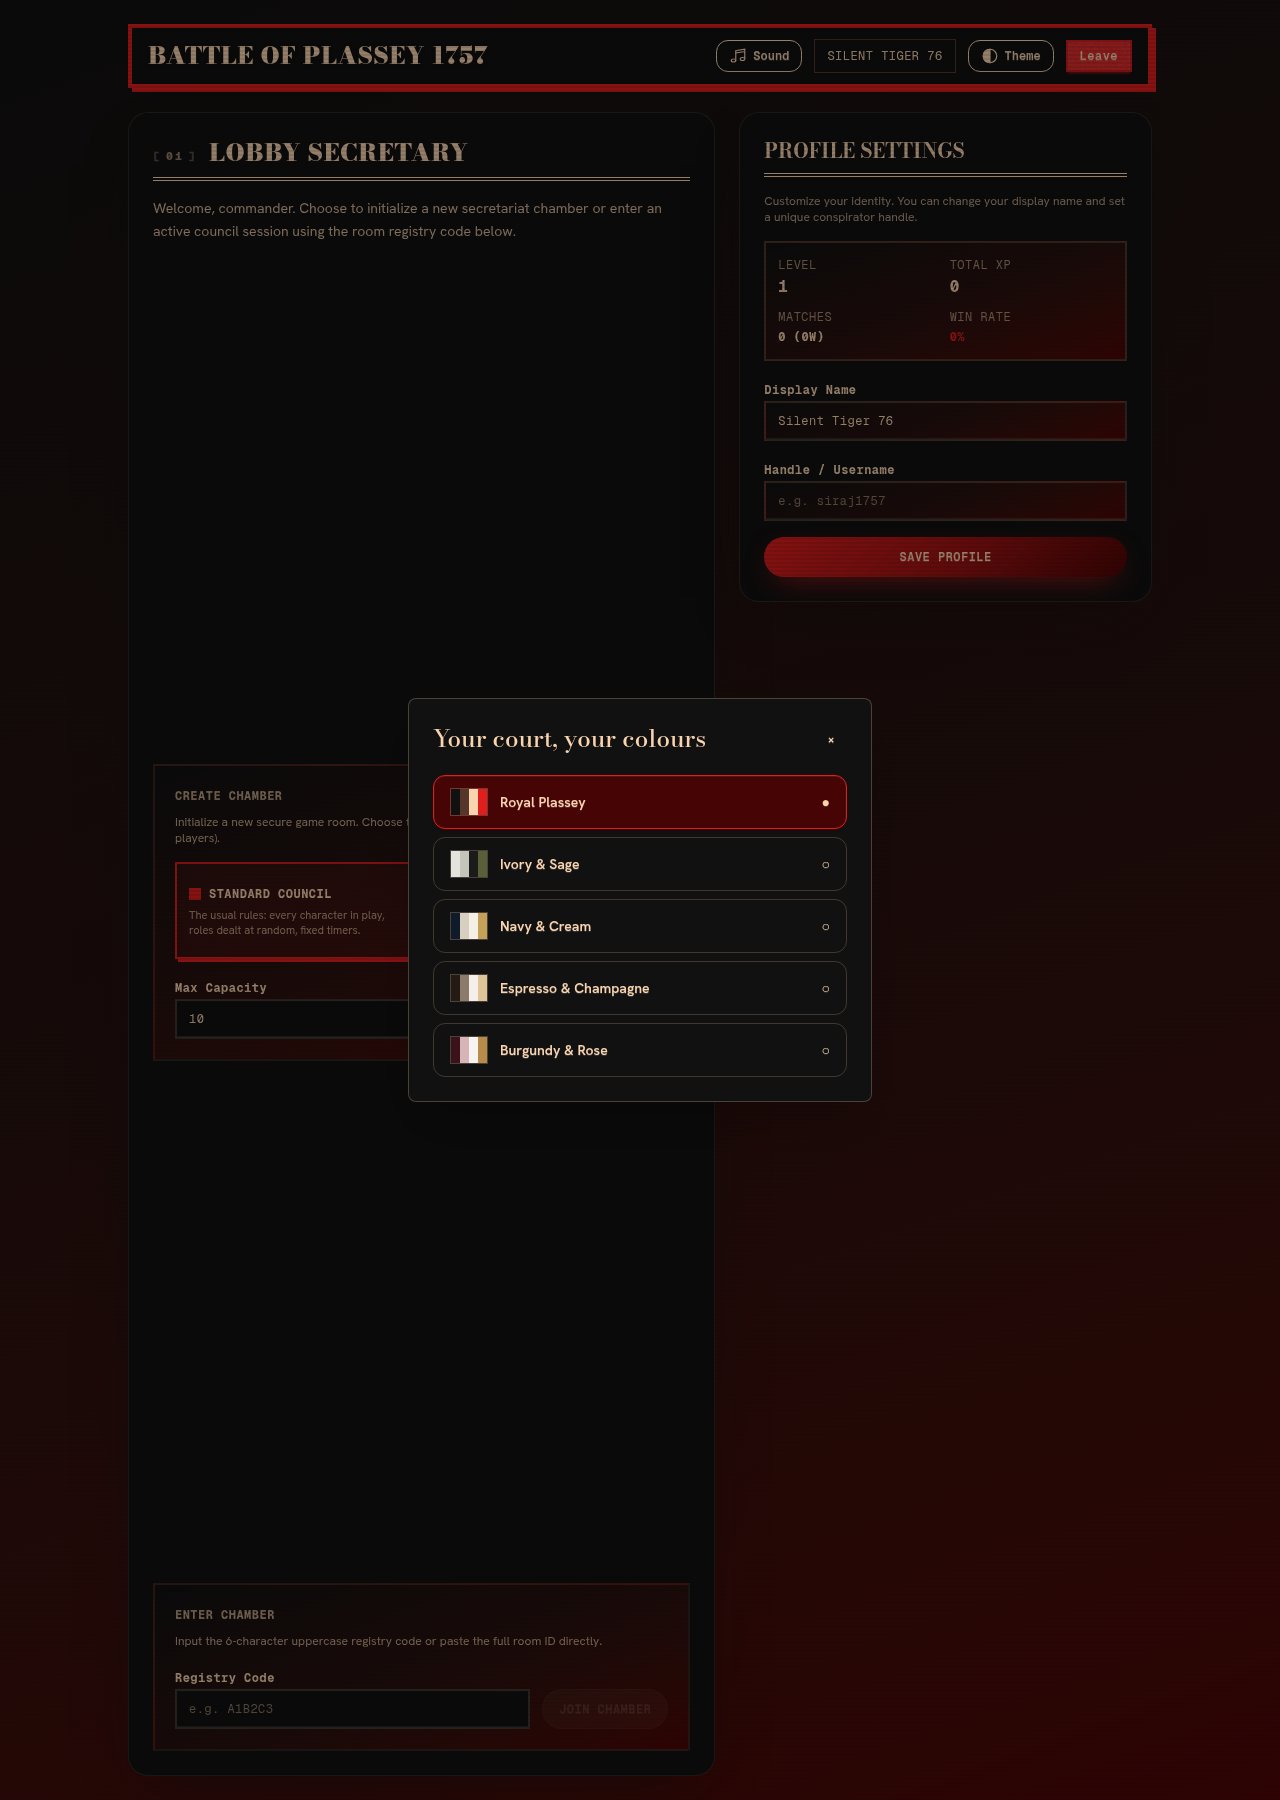 BATTLE OF PLASSEY 1757
Sound
SILENT TIGER 76
Theme
Leave
[ 01 ] LOBBY SECRETARY
Welcome, commander. Choose to initialize a new secretariat chamber or enter an
active council session using the room registry code below.
PROFILE SETTINGS
Customize your identity. You can change your display name and set
a unique conspirator handle.
LEVEL
1
TOTAL XP
0
MATCHES
0 (0W)
WIN RATE
0%
Display Name
Silent Tiger 76
Handle / Username
e.g. siraj1757
SAVE PROFILE
Your court, your colours
×
Royal Plassey
Ivory & Sage
Navy & Cream
Espresso & Champagne
Burgundy & Rose
CREATE CHAMBER
Initialize a new secure game room. Choose
players).
STANDARD COUNCIL
The usual rules: every character in play,
roles dealt at random, fixed timers.
Max Capacity
10
ENTER CHAMBER
Input the 6-character uppercase registry code or paste the full room ID directly.
Registry Code
e.g. A1B2C3
JOIN CHAMBER